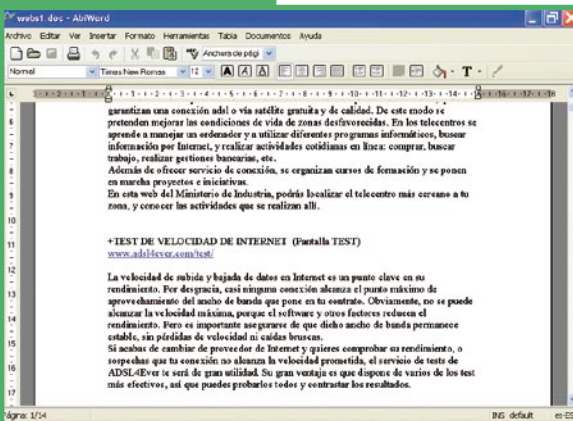 webs1.doc - AbiWord
Archivo Editar Ver Insertar Formato Herramientas Tabla Documentos Ayuda
Anchera de pági
Normal Times New Roman 12
garantizan una conexión adsl o vía satélite gratuita y de calidad. De este modo se
pretenden mejorar las condiciones de vida de zonas desfavorecidas. En los telecentros se
aprende a manejar un ordenador y a utilizar diferentes programas informáticos, buscar
información por Internet, y realizar actividades cotidianas en línea: comprar, buscar
trabajo, realizar gestiones bancarias, etc.
Además de ofrecer servicio de conexión, se organizan cursos de formación y se ponen
en marcha proyectos e iniciativas.
En esta web del Ministerio de Industria, podrás localizar el telecentro más cercano a tu
zona, y conocer las actividades que se realizan allí.
+TEST DE VELOCIDAD DE INTERNET (Pantalla TEST)
www.adsl4ever.com/test/
La velocidad de subida y bajada de datos en Internet es un punto clave en su
rendimiento. Por desgracia, casi ninguna conexión alcanza el punto máximo de
aprovechamiento del ancho de banda que pone en tu contrato. Obviamente, no se puede
alcanzar la velocidad máxima, porque el software y otros factores reducen el
rendimiento. Pero es importante asegurarse de que dicho ancho de banda permanece
estable, sin pérdidas de velocidad ni caídas bruscas.
Si acabas de cambiar de proveedor de Internet y quieres comprobar su rendimiento, o
sospechas que tu conexión no alcanza la velocidad prometida, el servicio de tests de
ADSL4Ever te será de gran utilidad. Su gran ventaja es que dispone de varios de los test
más efectivos, así que puedes probarlos todos y contrastar los resultados.
Página: 1/14 INS default es-ES